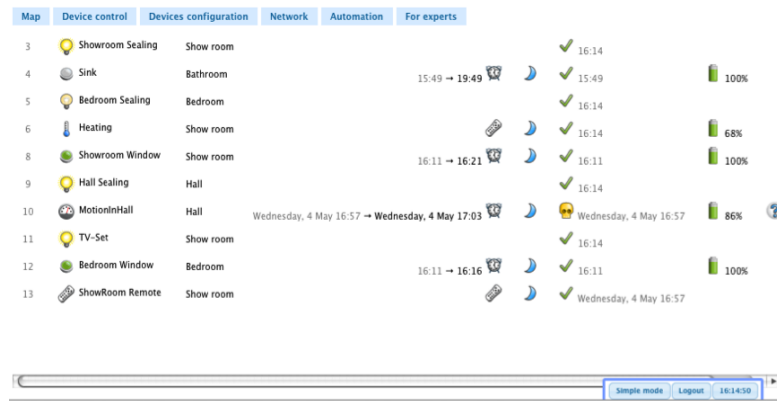 Map Device control Devices configuration Network Automation For experts
3 Showroom Sealing Show room 16:14
4 Sink Bathroom 15:49 → 19:49 15:49 100%
5 Bedroom Sealing Bedroom 16:14
6 Heating Show room 16:14 68%
8 Showroom Window Show room 16:11 → 16:21 16:11 100%
9 Hall Sealing Hall 16:14
10 MotionInHall Hall Wednesday, 4 May 16:57 → Wednesday, 4 May 17:03 Wednesday, 4 May 16:57 86% ?
11 TV-Set Show room 16:14
12 Bedroom Window Bedroom 16:11 → 16:16 16:11 100%
13 ShowRoom Remote Show room Wednesday, 4 May 16:57
Simple mode Logout 16:14:50